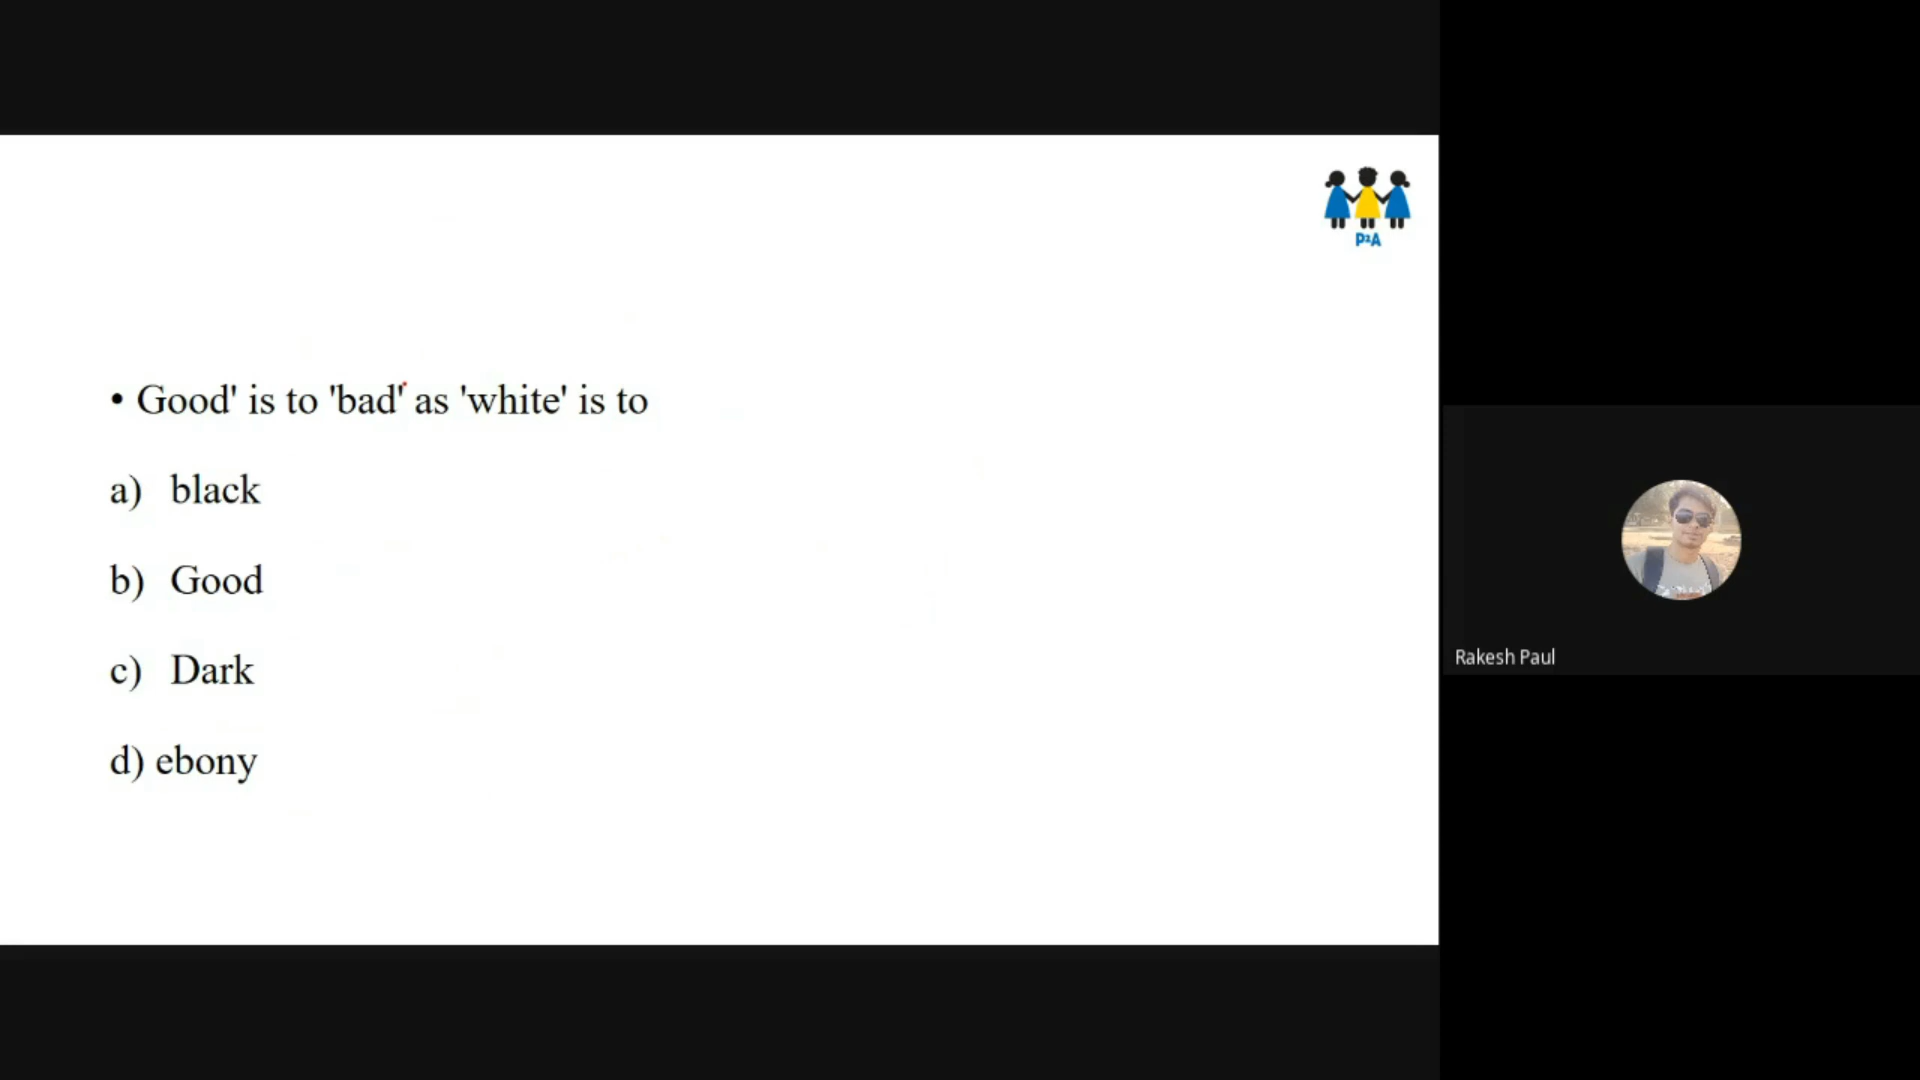 P²A
• Good' is to 'bad' as 'white' is to
a) black
b) Good
c) Dark
d) ebony
Rakesh Paul